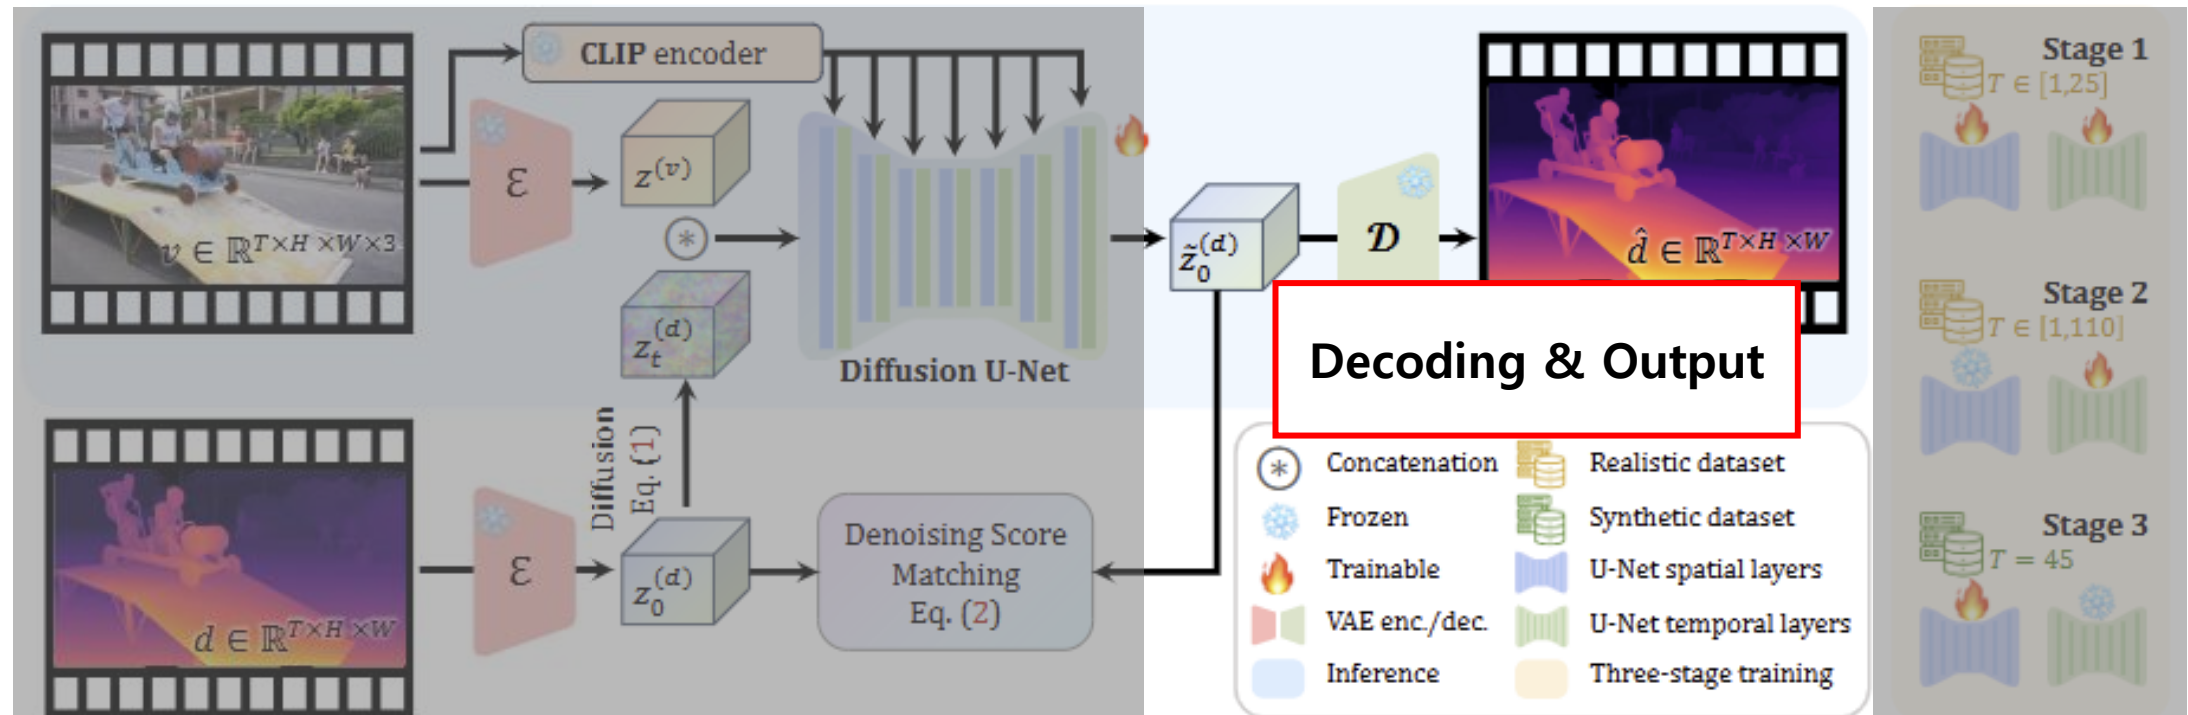 CLIP encoder
v ∈ ℝ^{T×H×W×3}
ℰ
z^{(v)}
z_t^{(d)}
Diffusion U-Net
z̃_0^{(d)}
𝒟
d̂ ∈ ℝ^{T×H×W}
Decoding & Output
Diffusion
Eq. (1)
d ∈ ℝ^{T×H×W}
ℰ
z_0^{(d)}
Denoising Score
Matching
Eq. (2)
Concatenation
Frozen
Trainable
VAE enc./dec.
Inference
Realistic dataset
Synthetic dataset
U-Net spatial layers
U-Net temporal layers
Three-stage training
Stage 1
T ∈ [1,25]
Stage 2
T ∈ [1,110]
Stage 3
T = 45